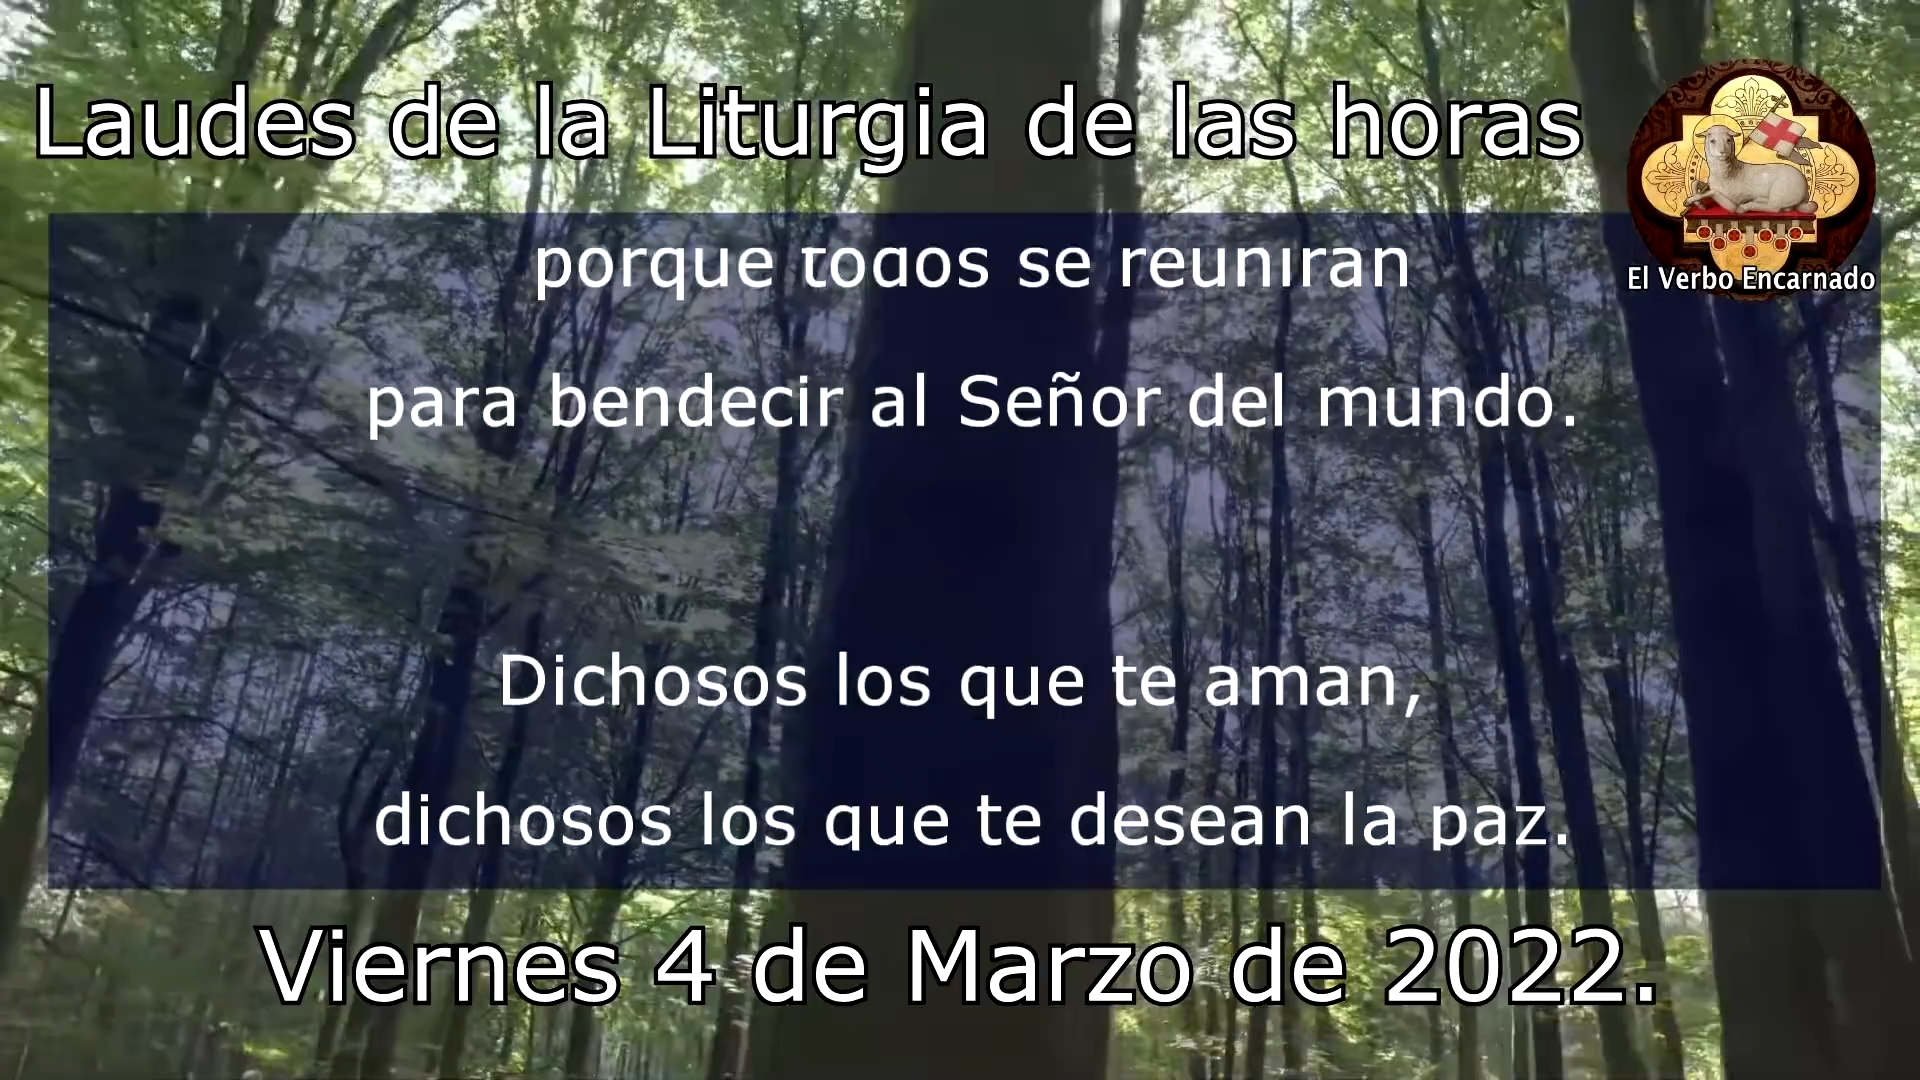 Laudes de la Liturgia de las horas
El Verbo Encarnado
porque todos se reunirán
para bendecir al Señor del mundo.
Dichosos los que te aman,
dichosos los que te desean la paz.
Viernes 4 de Marzo de 2022.